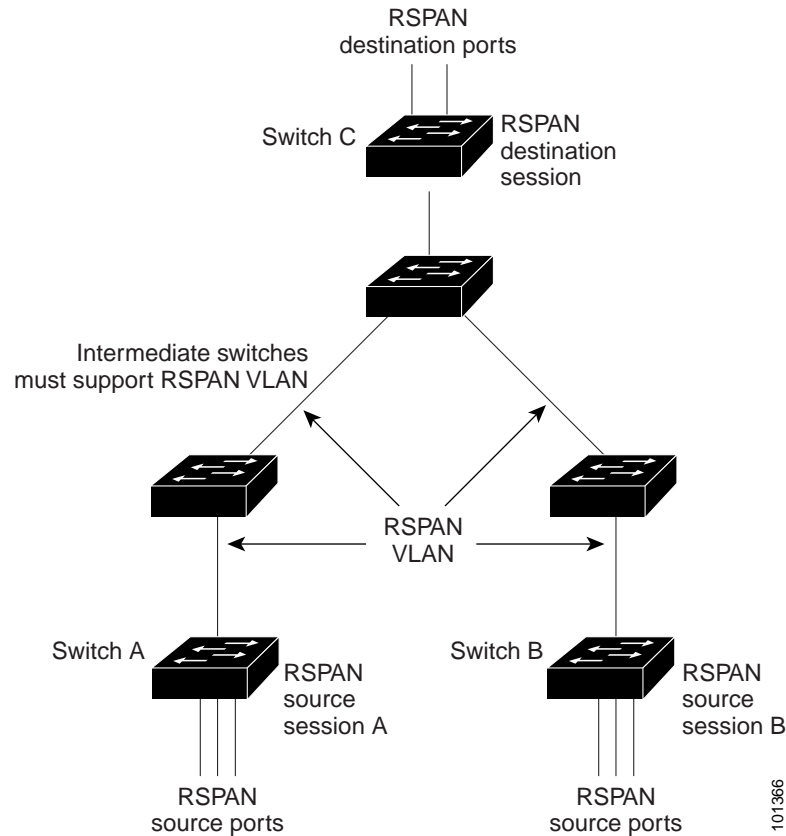 RSPAN
destination ports
Switch C
RSPAN
destination
session
Intermediate switches
must support RSPAN VLAN
RSPAN
VLAN
Switch A
RSPAN
source
session A
Switch B
RSPAN
source
session B
RSPAN
source ports
RSPAN
source ports
101366